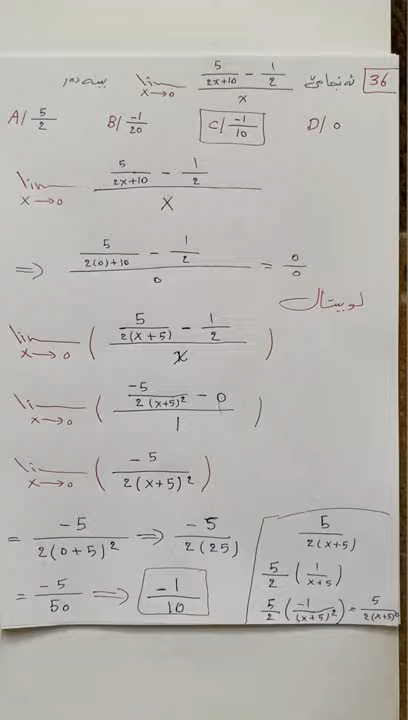 36 ئەنجامێ lim x→0 (5/(2x+10) - 1/2)/x
A/ 5/2 B/ -1/20 C/ -1/10 D/ 0
lim x→0 (5/(2x+10) - 1/2)/x
⇒ (5/(2(0)+10) - 1/2)/0 = 0/0
لوبیتال
lim x→0 ( (5/(2(x+5)) - 1/2)/x )
lim x→0 ( (-5/(2(x+5)²) - 0)/1 )
lim x→0 ( -5/(2(x+5)²) )
= -5/(2(0+5)²) ⇒ -5/(2(25))
= -5/50 ⇒ -1/10
5/(2(x+5))
5/2 (1/(x+5))
5/2 (-1/(x+5)²) = 5/(2(x+5)²)